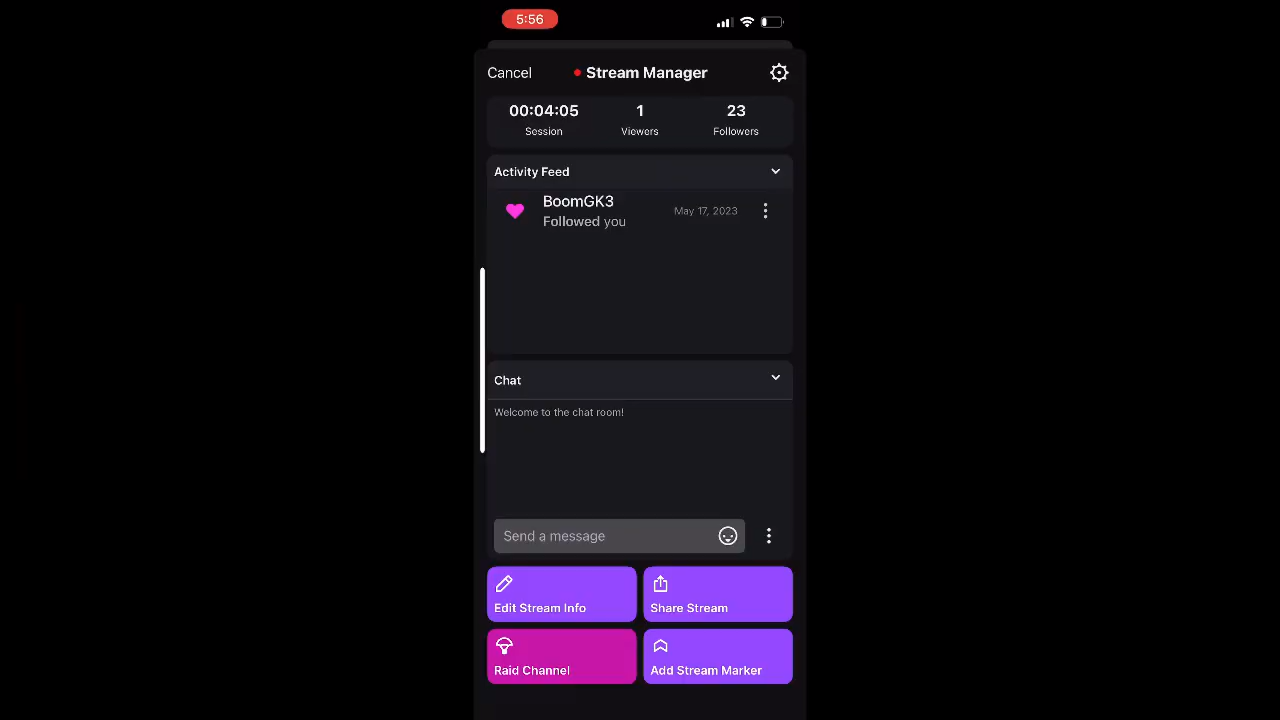 5:56
Cancel
Stream Manager
00:04:05
1
23
Session
Viewers
Followers
Activity Feed
BoomGK3
Followed you
May 17, 2023
Chat
Welcome to the chat room!
Send a message
Edit Stream Info
Share Stream
Raid Channel
Add Stream Marker